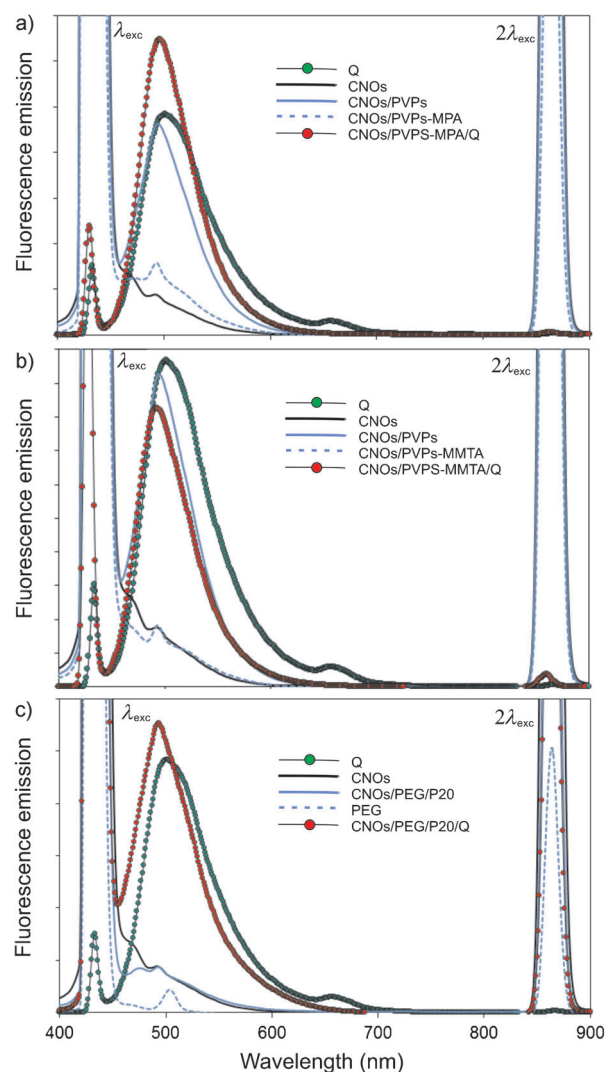 a)
λexc
2λexc
Q
CNOs
CNOs/PVPs
CNOs/PVPs-MPA
CNOs/PVPS-MPA/Q
Fluorescence emission
b)
λexc
2λexc
Q
CNOs
CNOs/PVPs
CNOs/PVPs-MMTA
CNOs/PVPS-MMTA/Q
Fluorescence emission
c)
λexc
2λexc
Q
CNOs
CNOs/PEG/P20
PEG
CNOs/PEG/P20/Q
Fluorescence emission
400 500 600 700 800 900
Wavelength (nm)